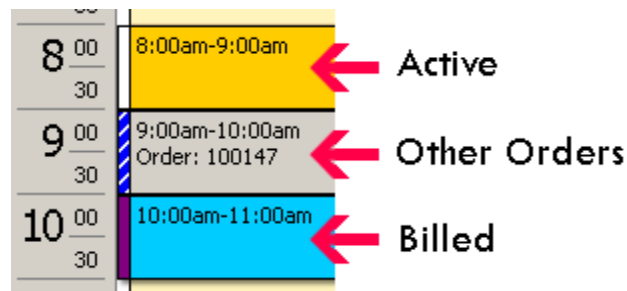 8 00 8:00am-9:00am Active
30
9 00 9:00am-10:00am
Order: 100147 Other Orders
30
10 00 10:00am-11:00am Billed
30